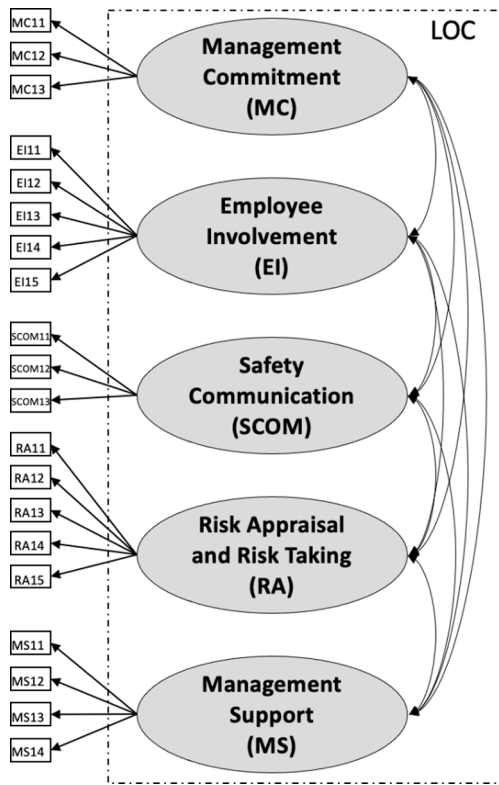 LOC
MC11
MC12
MC13
Management
Commitment
(MC)
EI11
EI12
EI13
EI14
EI15
Employee
Involvement
(EI)
SCOM11
SCOM12
SCOM13
Safety
Communication
(SCOM)
RA11
RA12
RA13
RA14
RA15
Risk Appraisal
and Risk Taking
(RA)
MS11
MS12
MS13
MS14
Management
Support
(MS)